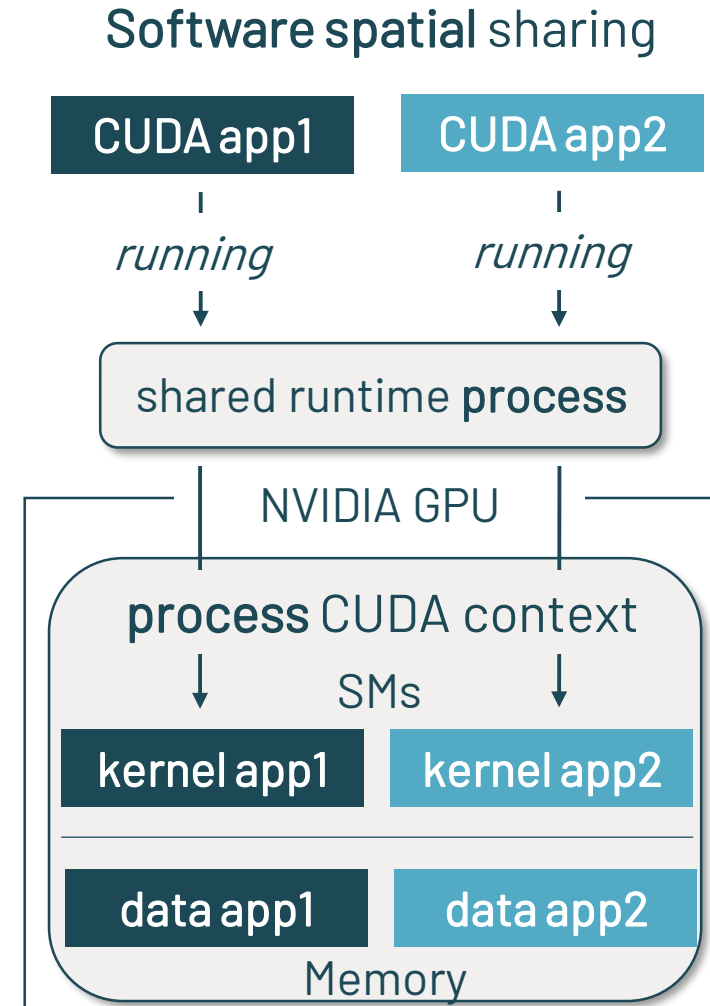 Software spatial sharing
CUDA app1 CUDA app2
running running
shared runtime process
NVIDIA GPU
process CUDA context
SMs
kernel app1 kernel app2
data app1 data app2
Memory